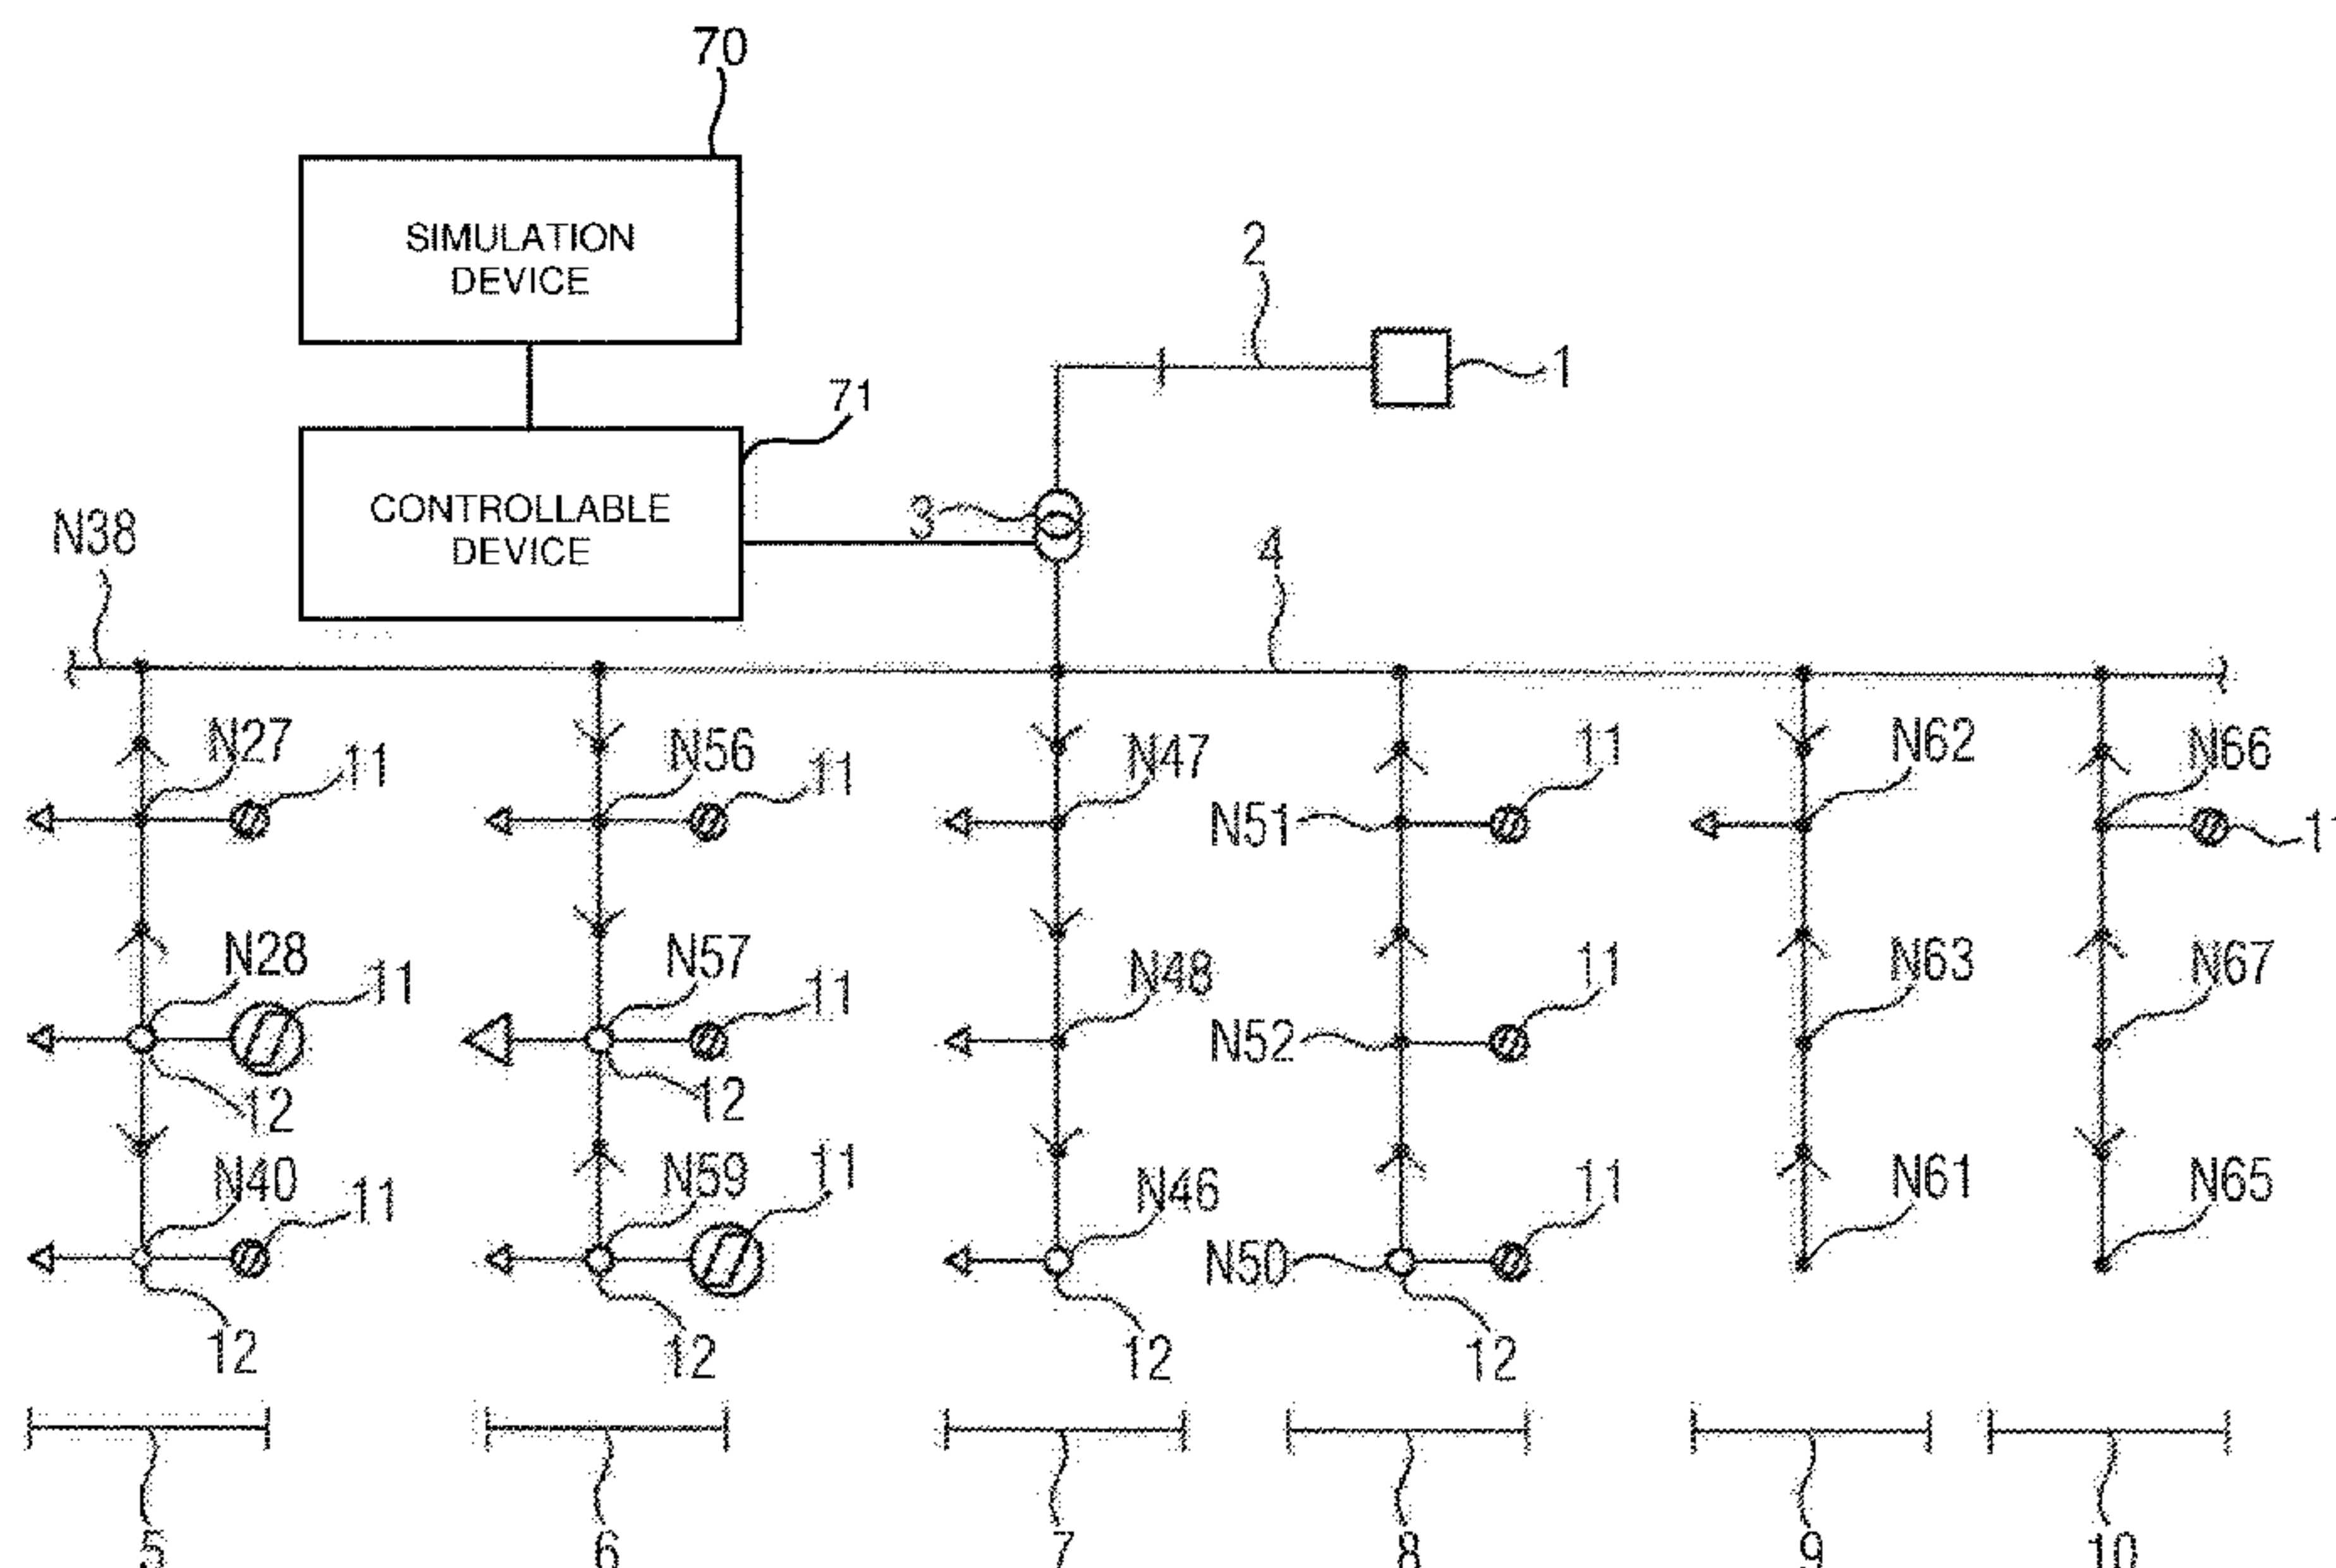 70
SIMULATION
DEVICE
2
1
71
CONTROLLABLE
DEVICE
3
N38
4
N27
11
N56
11
N47
N51
11
N62
N66
11
N28
11
N57
11
N48
N52
11
N63
N67
12
12
N40
11
N59
11
N46
N50
11
N61
N65
12
12
12
12
5
6
7
8
9
10